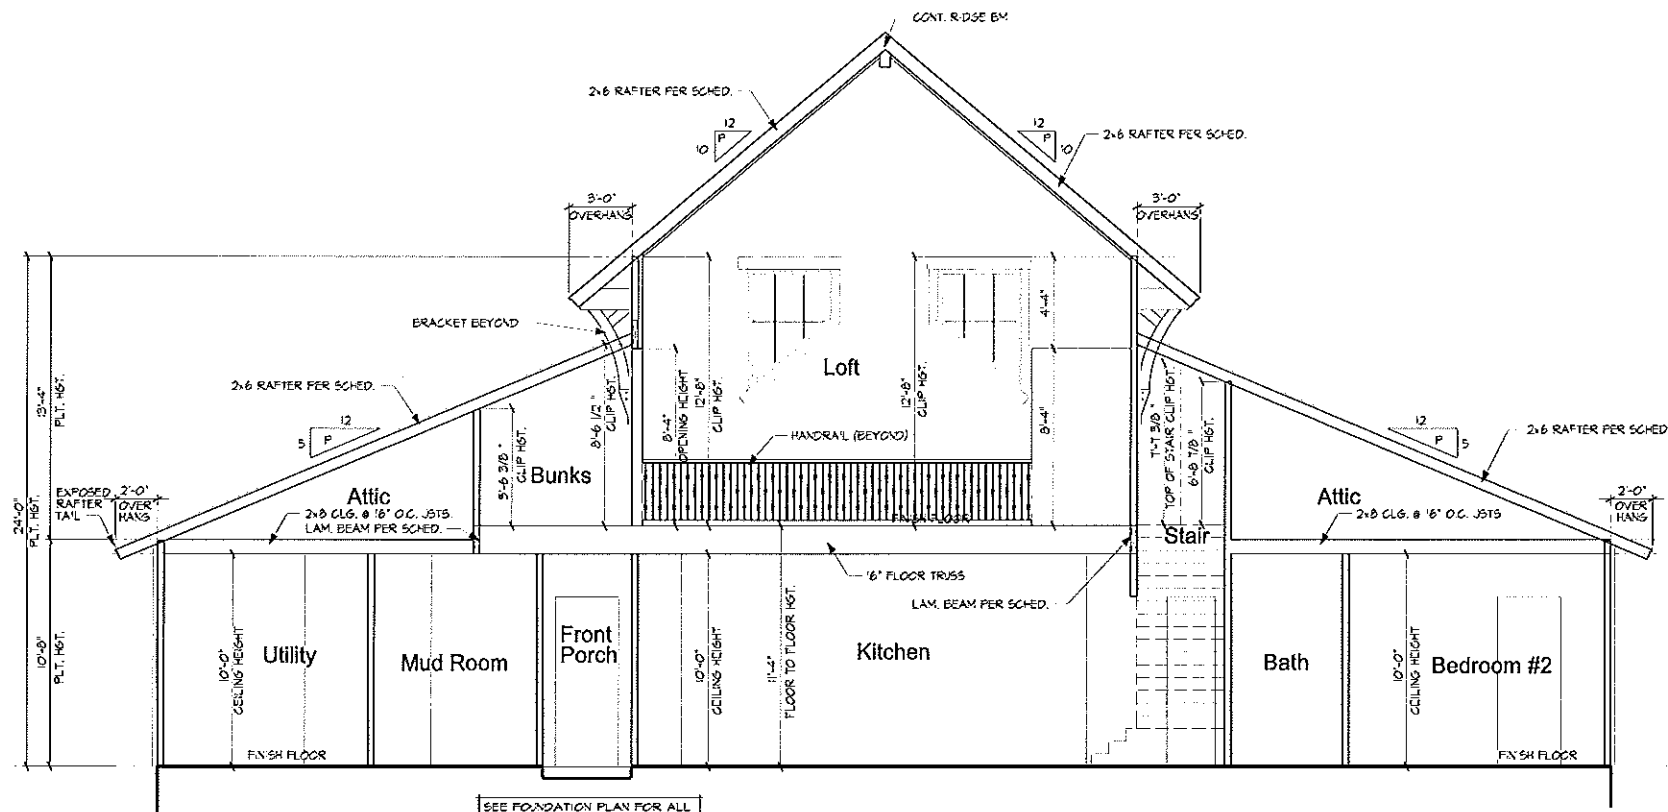 CONT. RIDGE BM
2x6 RAFTER PER SCHED.
12
P
10
12
P
10
2x6 RAFTER PER SCHED.
3'-0"
OVERHANG
3'-0"
OVERHANG
BRACKET BEYOND
4'-4"
Loft
2x6 RAFTER PER SCHED.
12
P
5
12
P
5
2x6 RAFTER PER SCHED
13'-4"
PLT. HGT.
24'-0"
PLT. HGT.
10'-8"
PLT. HGT.
5'-6 3/8"
CLIP HGT.
8'-6 1/2"
CLIP HGT.
8'-4"
OPENING HEIGHT
12'-8"
CLIP HGT.
12'-8"
CLIP HGT.
8'-4"
7'-7 3/8"
TOP OF STAIR CLIP HGT.
6'-8 7/8"
CLIP HGT.
HANDRAIL (BEYOND)
Bunks
EXPOSED
RAFTER
TAIL
2'-0"
OVER
HANG
Attic
2x8 CLG. @ 16" O.C. JSTS.
LAM. BEAM PER SCHED.
FINISH FLOOR
Stair
Attic
2x8 CLG. @ 16" O.C. JSTS
2'-0"
OVER
HANG
16" FLOOR TRUSS
LAM. BEAM PER SCHED.
10'-0"
CEILING HEIGHT
Utility
Mud Room
Front
Porch
10'-0"
CEILING HEIGHT
11'-4"
FLOOR TO FLOOR HGT.
Kitchen
Bath
10'-0"
CEILING HEIGHT
Bedroom #2
FINISH FLOOR
FINISH FLOOR
SEE FOUNDATION PLAN FOR ALL